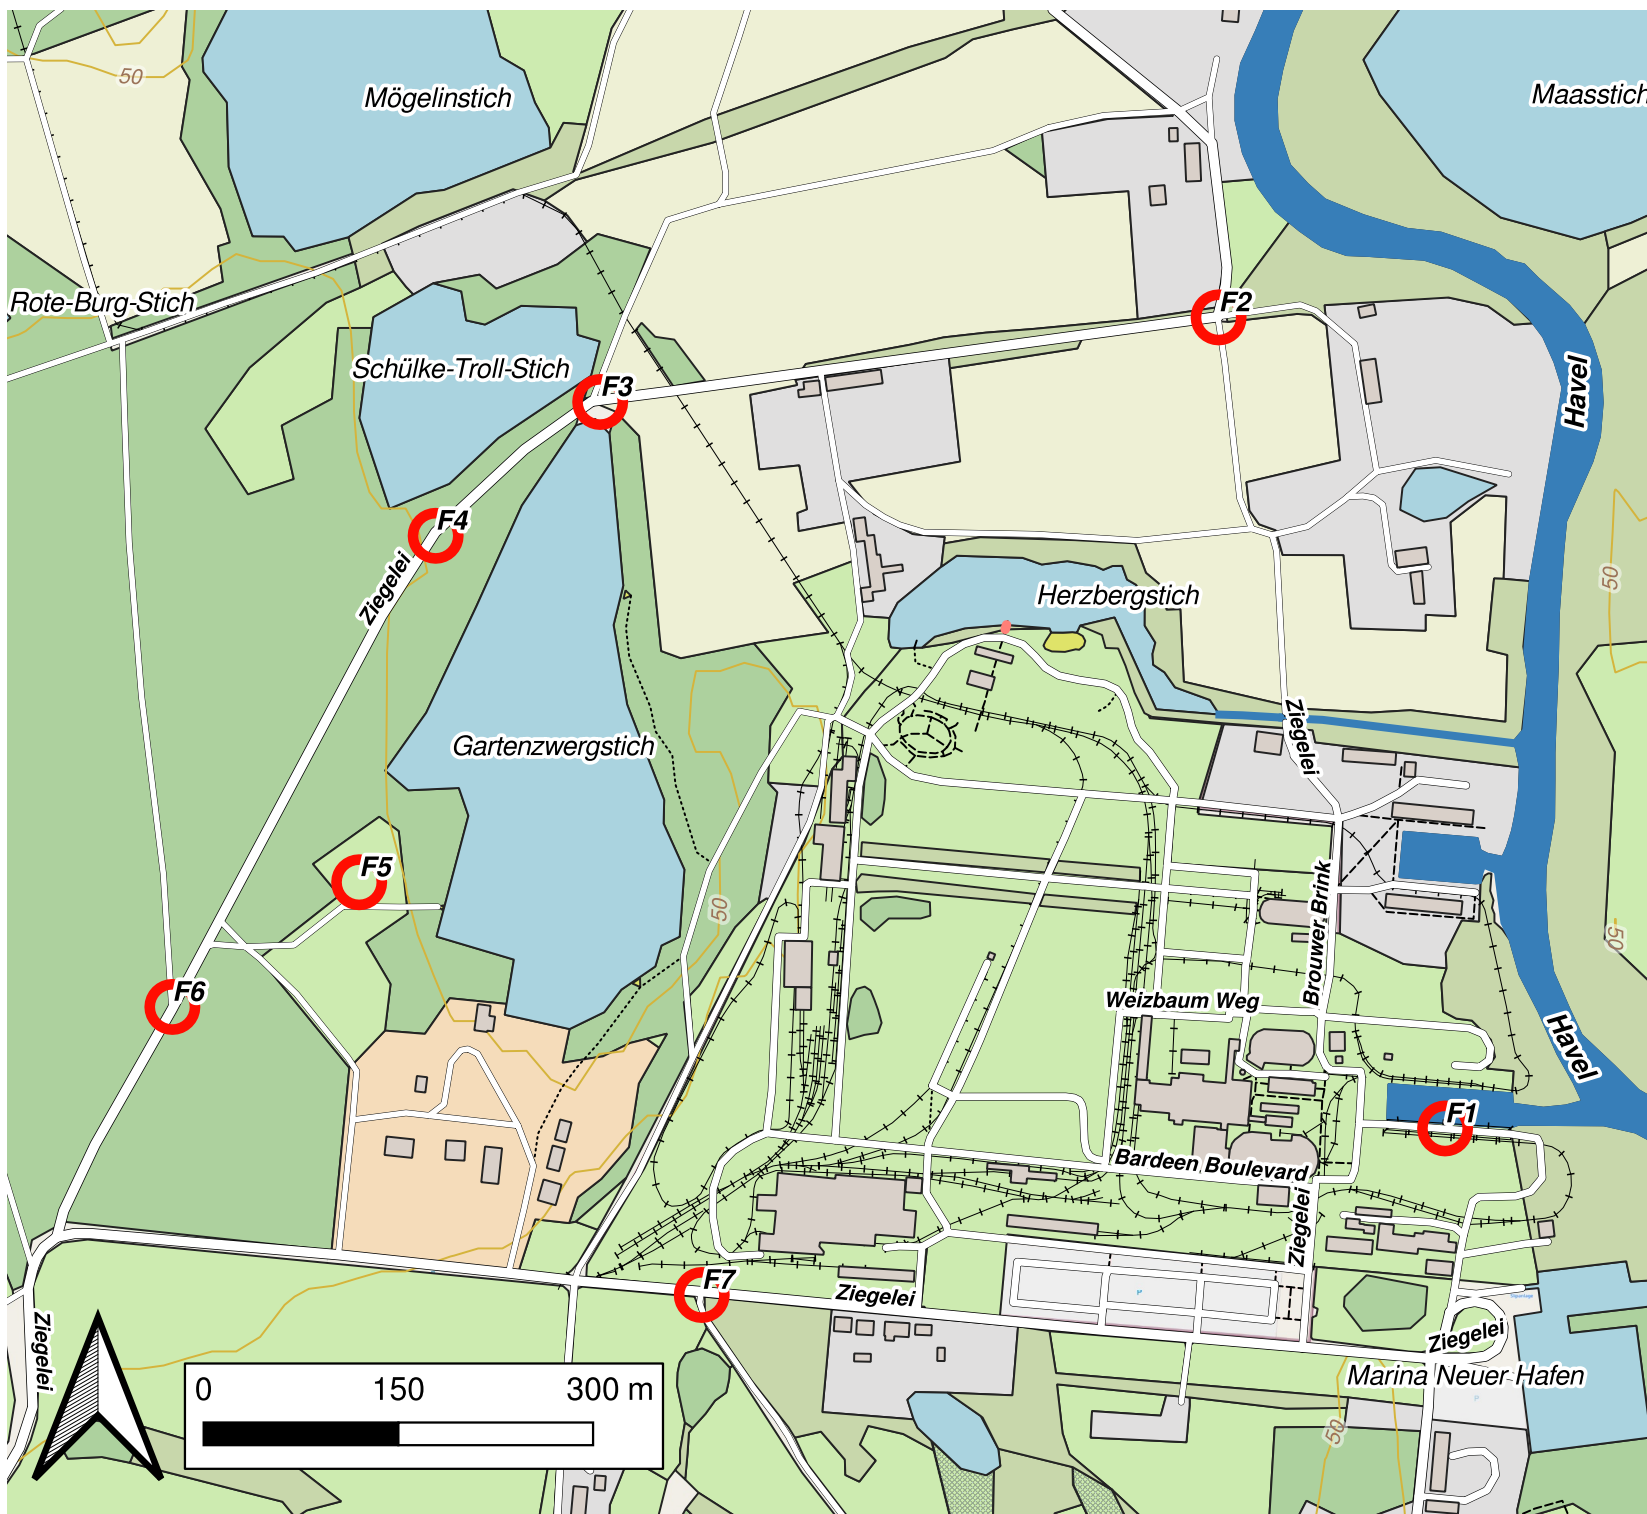 50
Mögelinstich
Maasstich
Rote-Burg-Stich
F2
Schülke-Troll-Stich
F3
Havel
F4
Ziegelei
50
Herzbergstich
Ziegelei
Gartenzwergstich
F5
50
Brouwer Brink
50
F6
Weizbaum Weg
Havel
F1
Bardeen Boulevard
Ziegelei
F7
Ziegelei
Ziegelei
Ziegelei
Marina Neuer Hafen
50
0 150 300 m